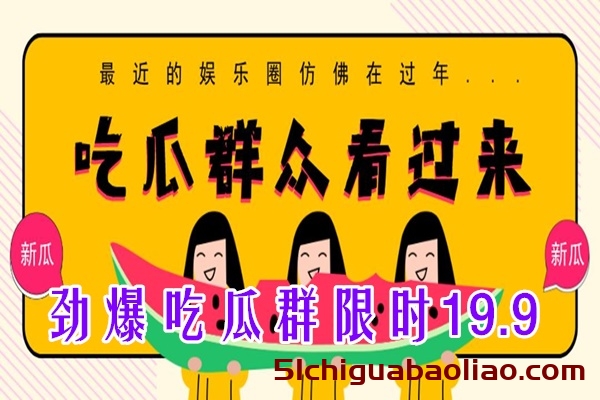 最近的娱乐圈仿佛在过年...
吃瓜群众看过来
新瓜
新瓜
劲爆吃瓜群限时19.9
51chiguabaoliao.com